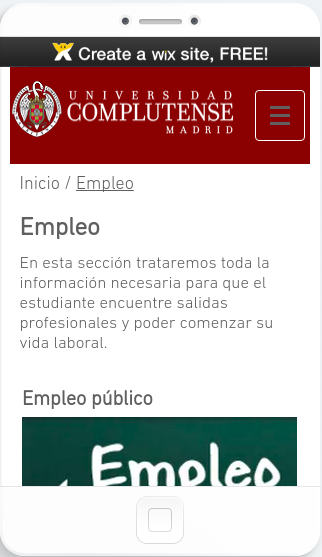 Create a WiX site, FREE!
UNIVERSIDAD
COMPLUTENSE
MADRID
Inicio / Empleo
Empleo
En esta sección trataremos toda la
información necesaria para que el
estudiante encuentre salidas
profesionales y poder comenzar su
vida laboral.
Empleo público
Empleo